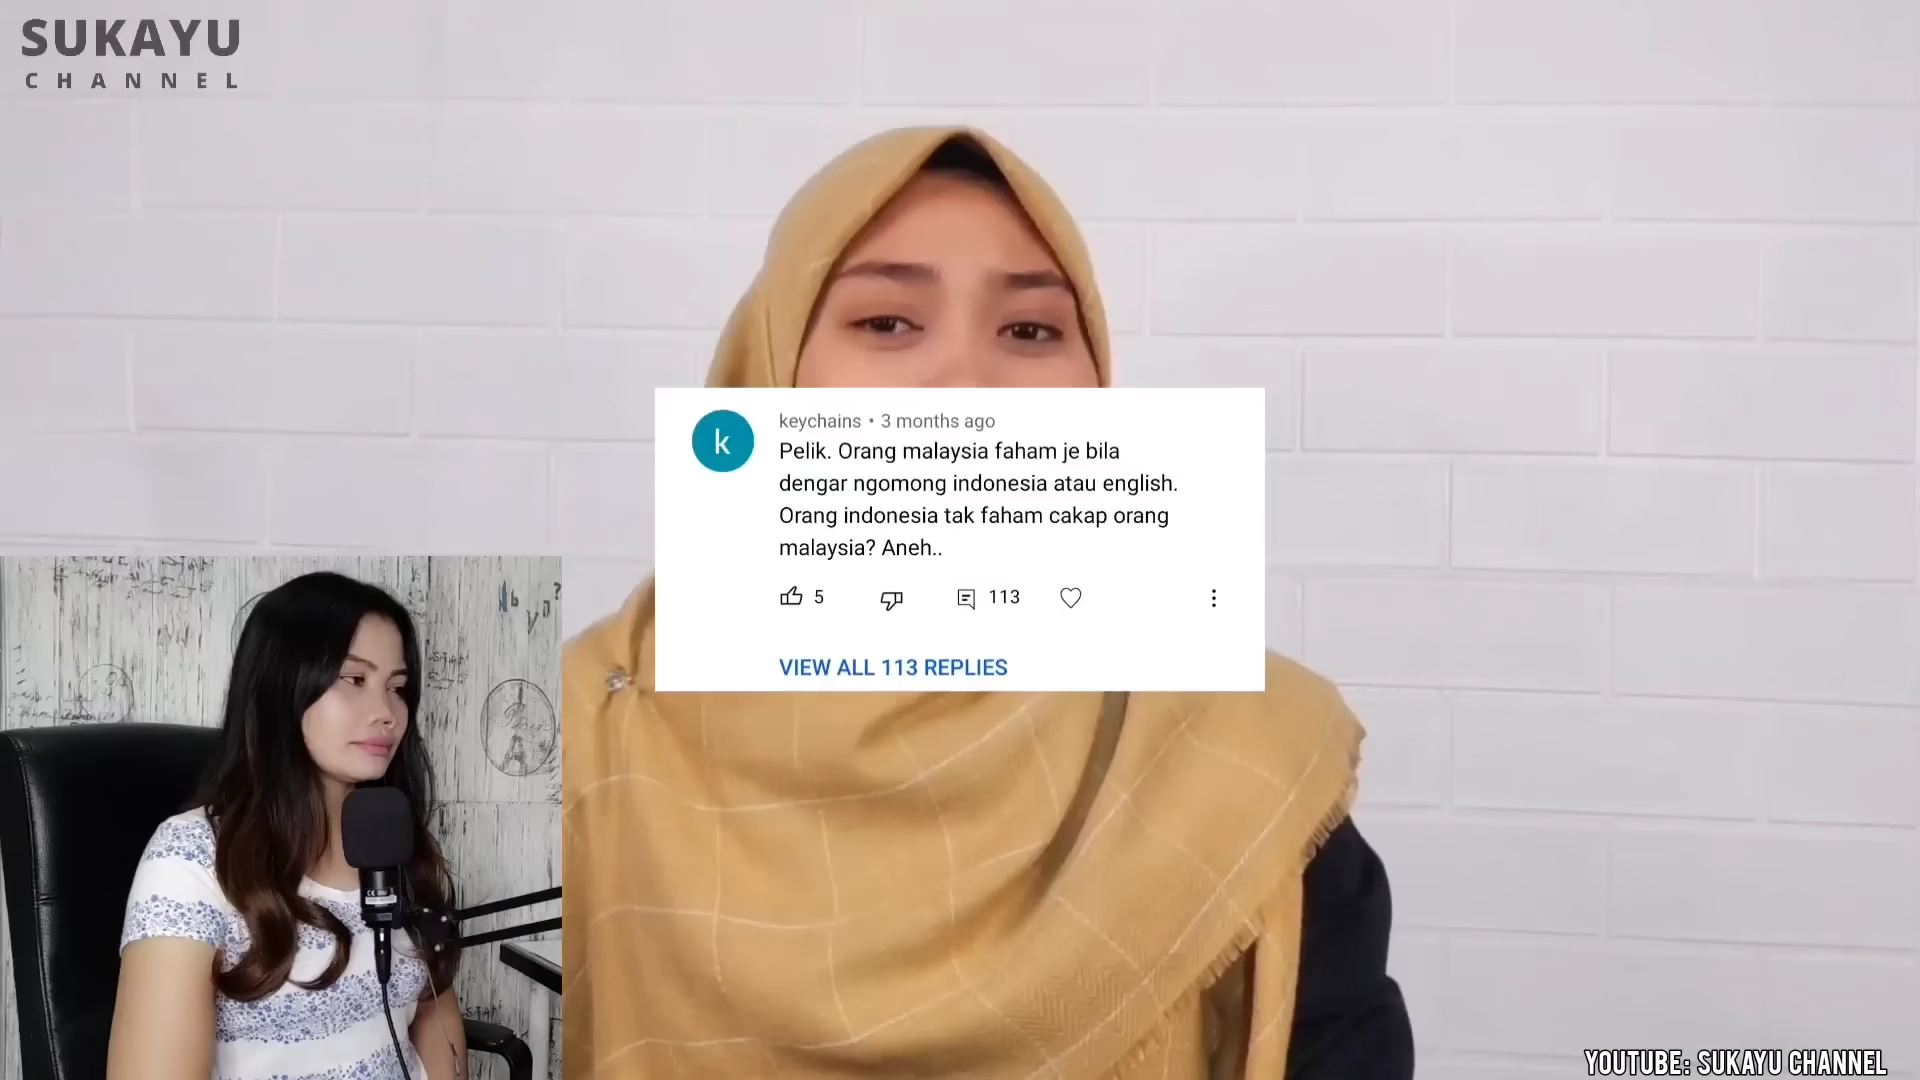 SUKAYU
CHANNEL
keychains • 3 months ago
k
Pelik. Orang malaysia faham je bila
dengar ngomong indonesia atau english.
Orang indonesia tak faham cakap orang
malaysia? Aneh..
5
113
VIEW ALL 113 REPLIES
YOUTUBE: SUKAYU CHANNEL